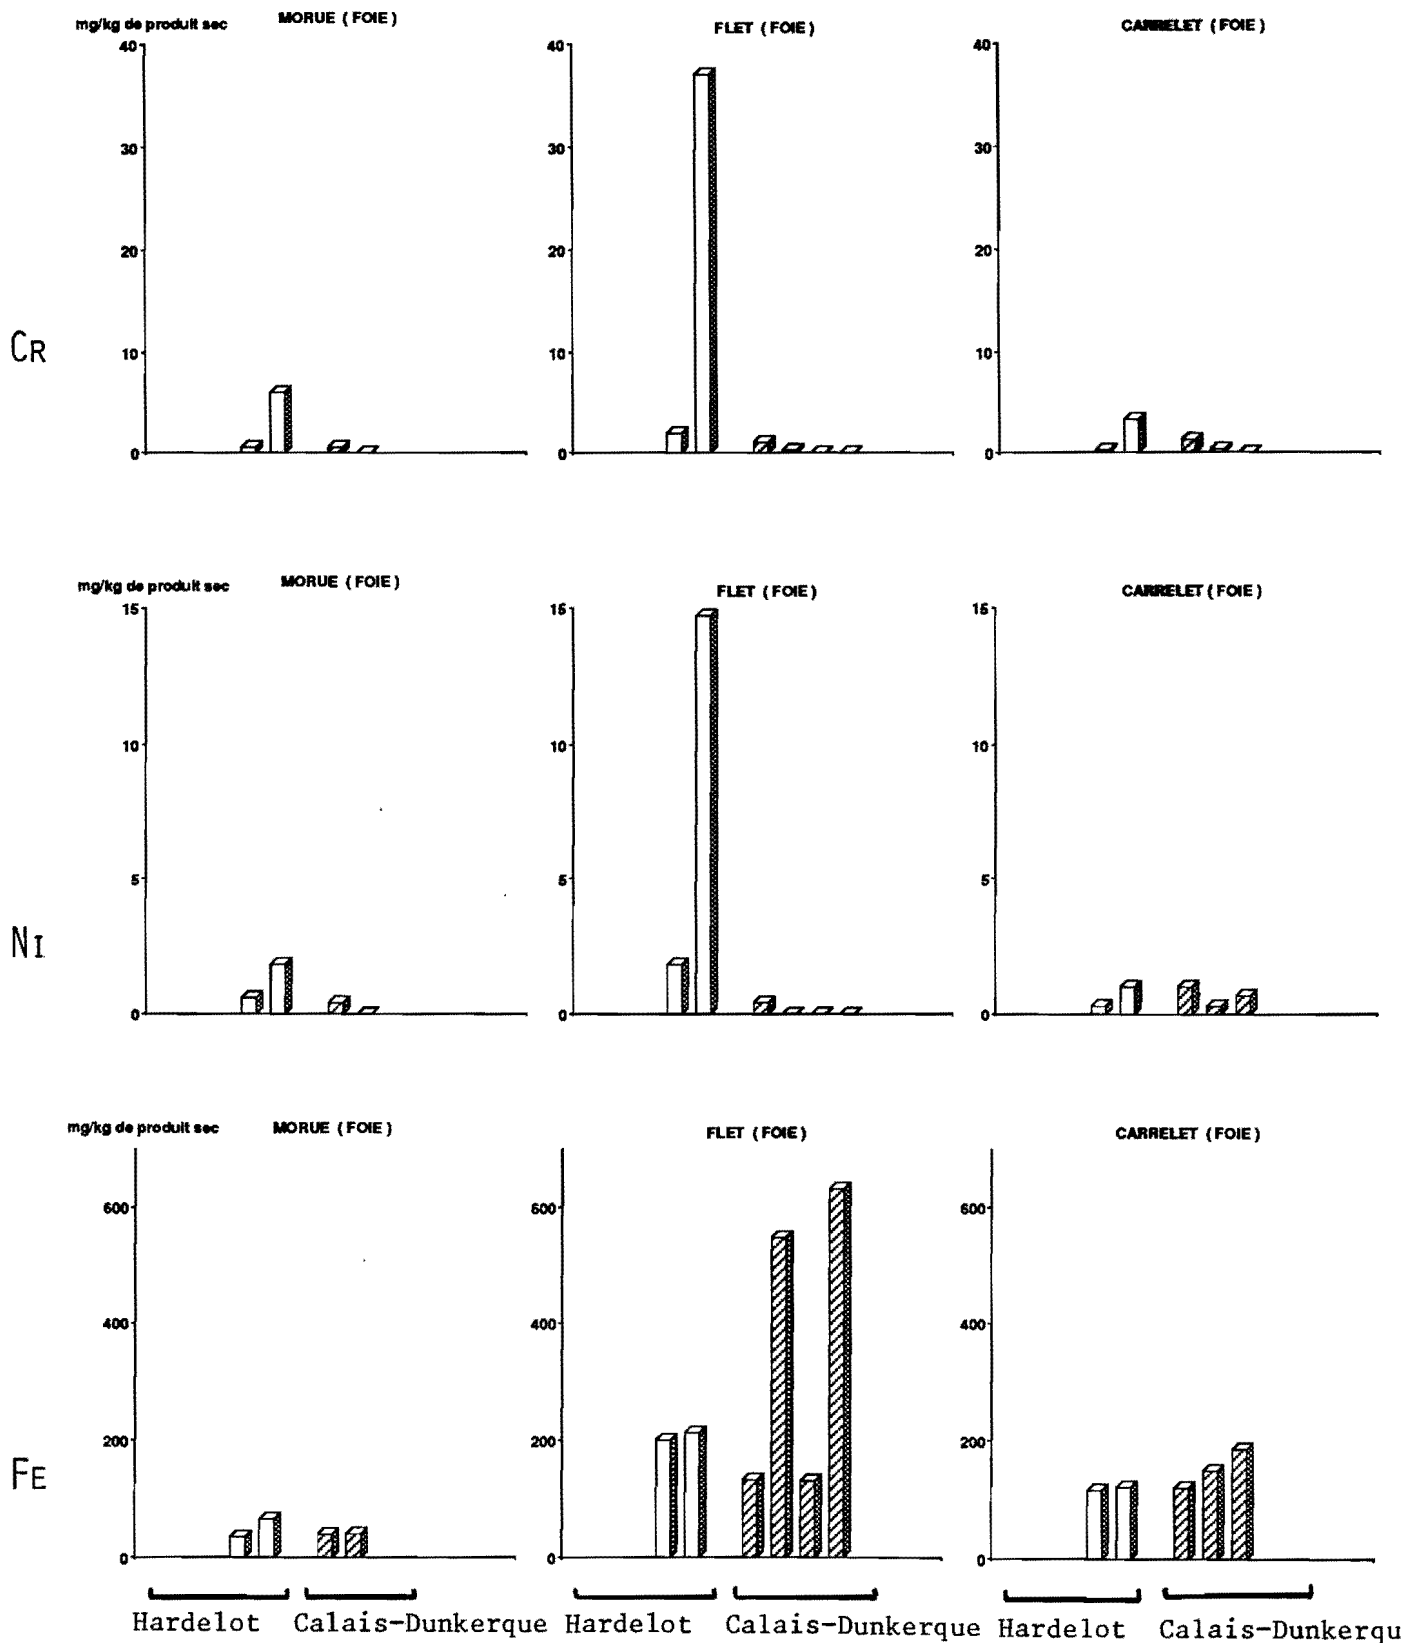 mg/kg de produit sec MORUE (FOIE) FLET (FOIE) CARRELET (FOIE)
40 40 40
30 30 30
20 20 20
CR
10 10 10
0 0 0
mg/kg de produit sec MORUE (FOIE) FLET (FOIE) CARRELET (FOIE)
15 15 15
10 10 10
5 5 5
NI
0 0 0
mg/kg de produit sec MORUE (FOIE) FLET (FOIE) CARRELET (FOIE)
600 600 600
400 400 400
200 200 200
FE
0 0 0
Hardelot Calais-Dunkerque Hardelot Calais-Dunkerque Hardelot Calais-Dunkerqu